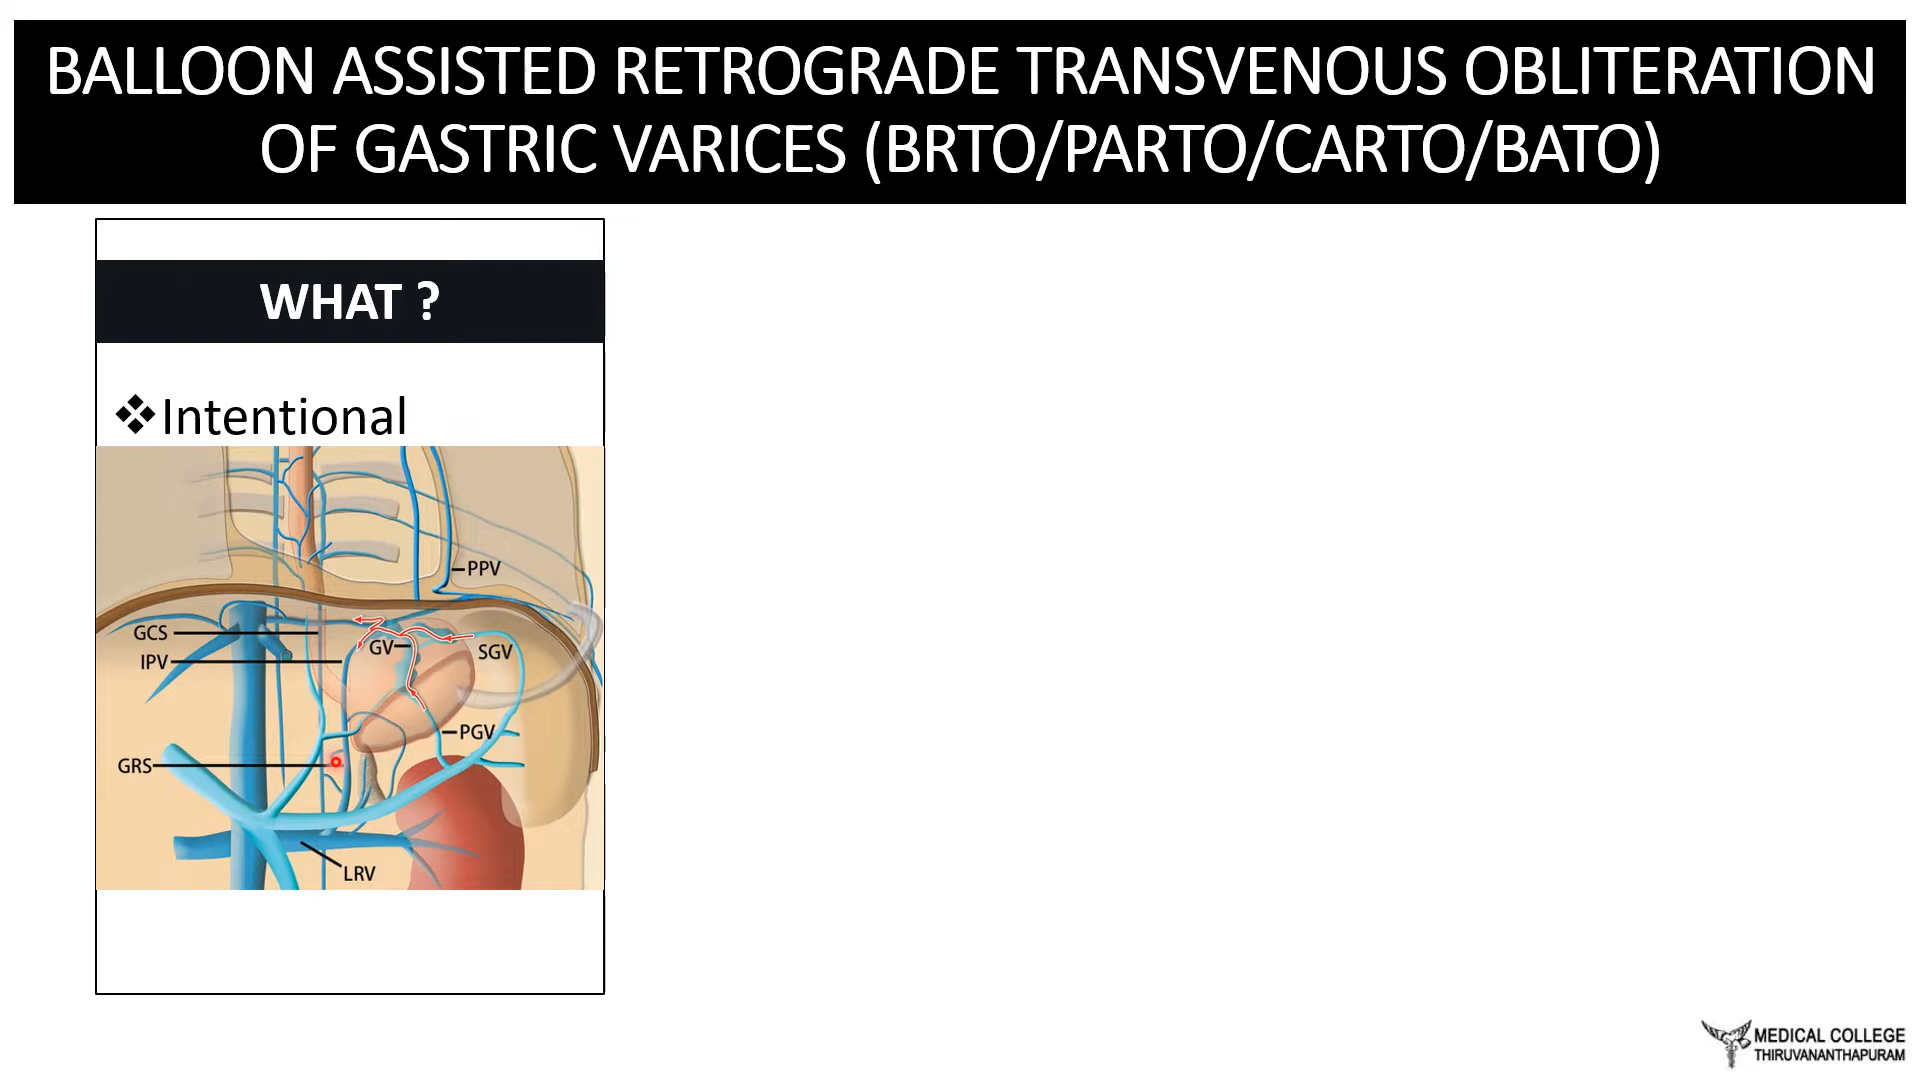 BALLOON ASSISTED RETROGRADE TRANSVENOUS OBLITERATION
OF GASTRIC VARICES (BRTO/PARTO/CARTO/BATO)
WHAT ?
❖Intentional
PPV
GCS
GV
SGV
IPV
PGV
GRS
LRV
MEDICAL COLLEGE
THIRUVANANTHAPURAM